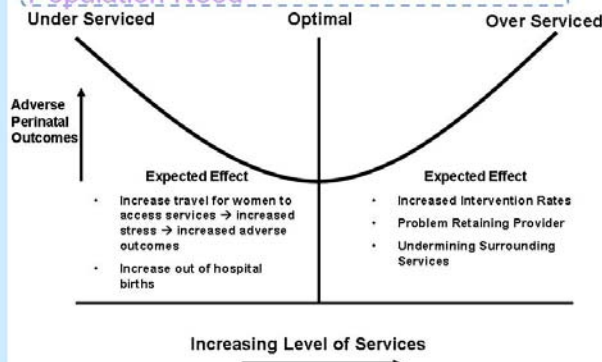 Population Need
Under Serviced
Optimal
Over Serviced
Adverse
Perinatal
Outcomes
Expected Effect
• Increase travel for women to
access services → increased
stress → increased adverse
outcomes
• Increase out of hospital
births
Expected Effect
• Increased Intervention Rates
• Problem Retaining Provider
• Undermining Surrounding
Services
Increasing Level of Services